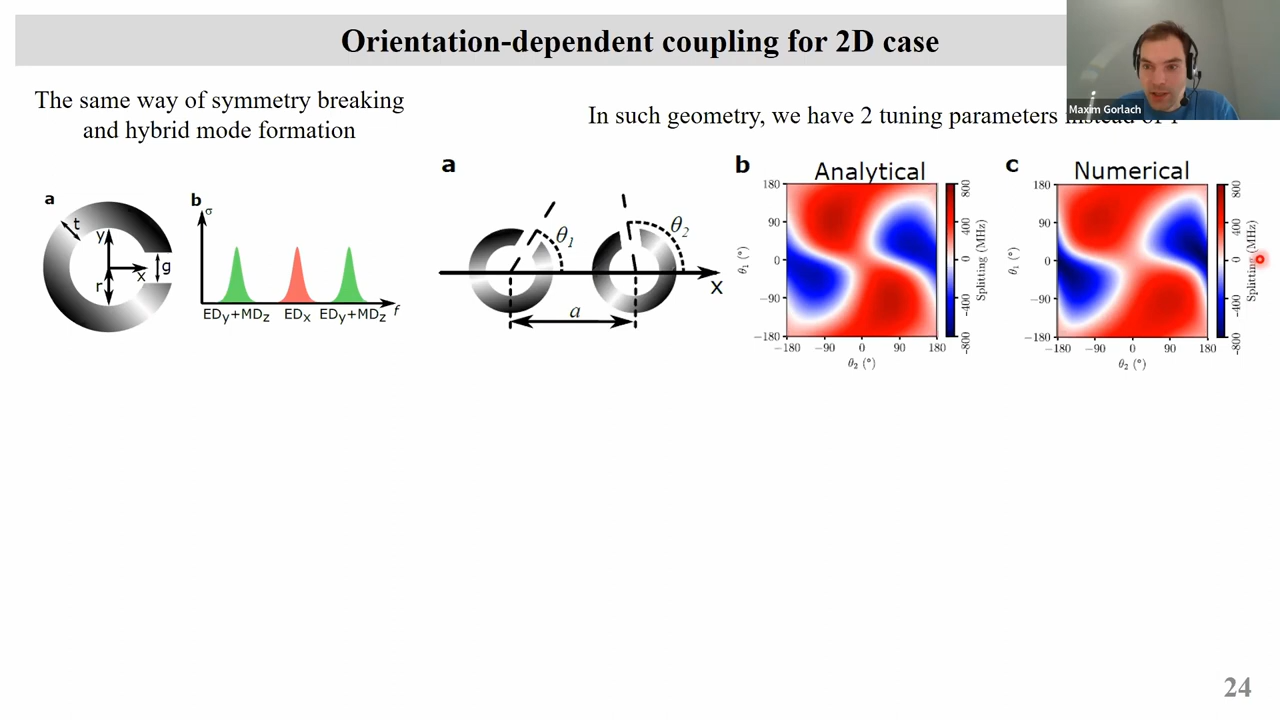 Orientation-dependent coupling for 2D case
Maxim Gorlach
The same way of symmetry breaking
and hybrid mode formation
In such geometry, we have 2 tuning parameters instead of 1
a
t
y
x
g
r
b
σ
EDy+MDz
EDx
EDy+MDz
f
a
θ1
θ2
X
a
b
Analytical
180
90
0
−90
−180
θ1 (°)
−180
−90
0
90
180
θ2 (°)
800
400
0
-400
-800
Splitting (MHz)
c
Numerical
180
90
0
−90
−180
θ1 (°)
−180
−90
0
90
180
θ2 (°)
800
400
0
-400
-800
Splitting (MHz)
24